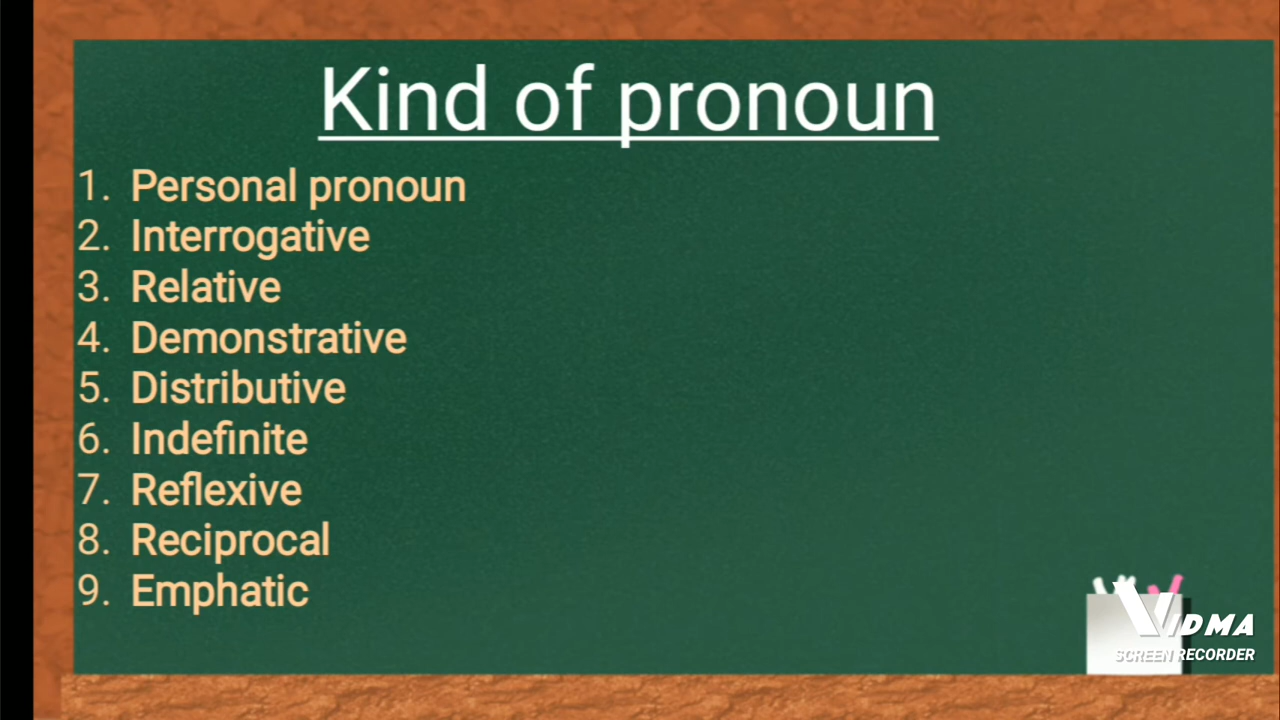 Kind of pronoun
1. Personal pronoun
2. Interrogative
3. Relative
4. Demonstrative
5. Distributive
6. Indefinite
7. Reflexive
8. Reciprocal
9. Emphatic
VIDMA
SCREEN RECORDER